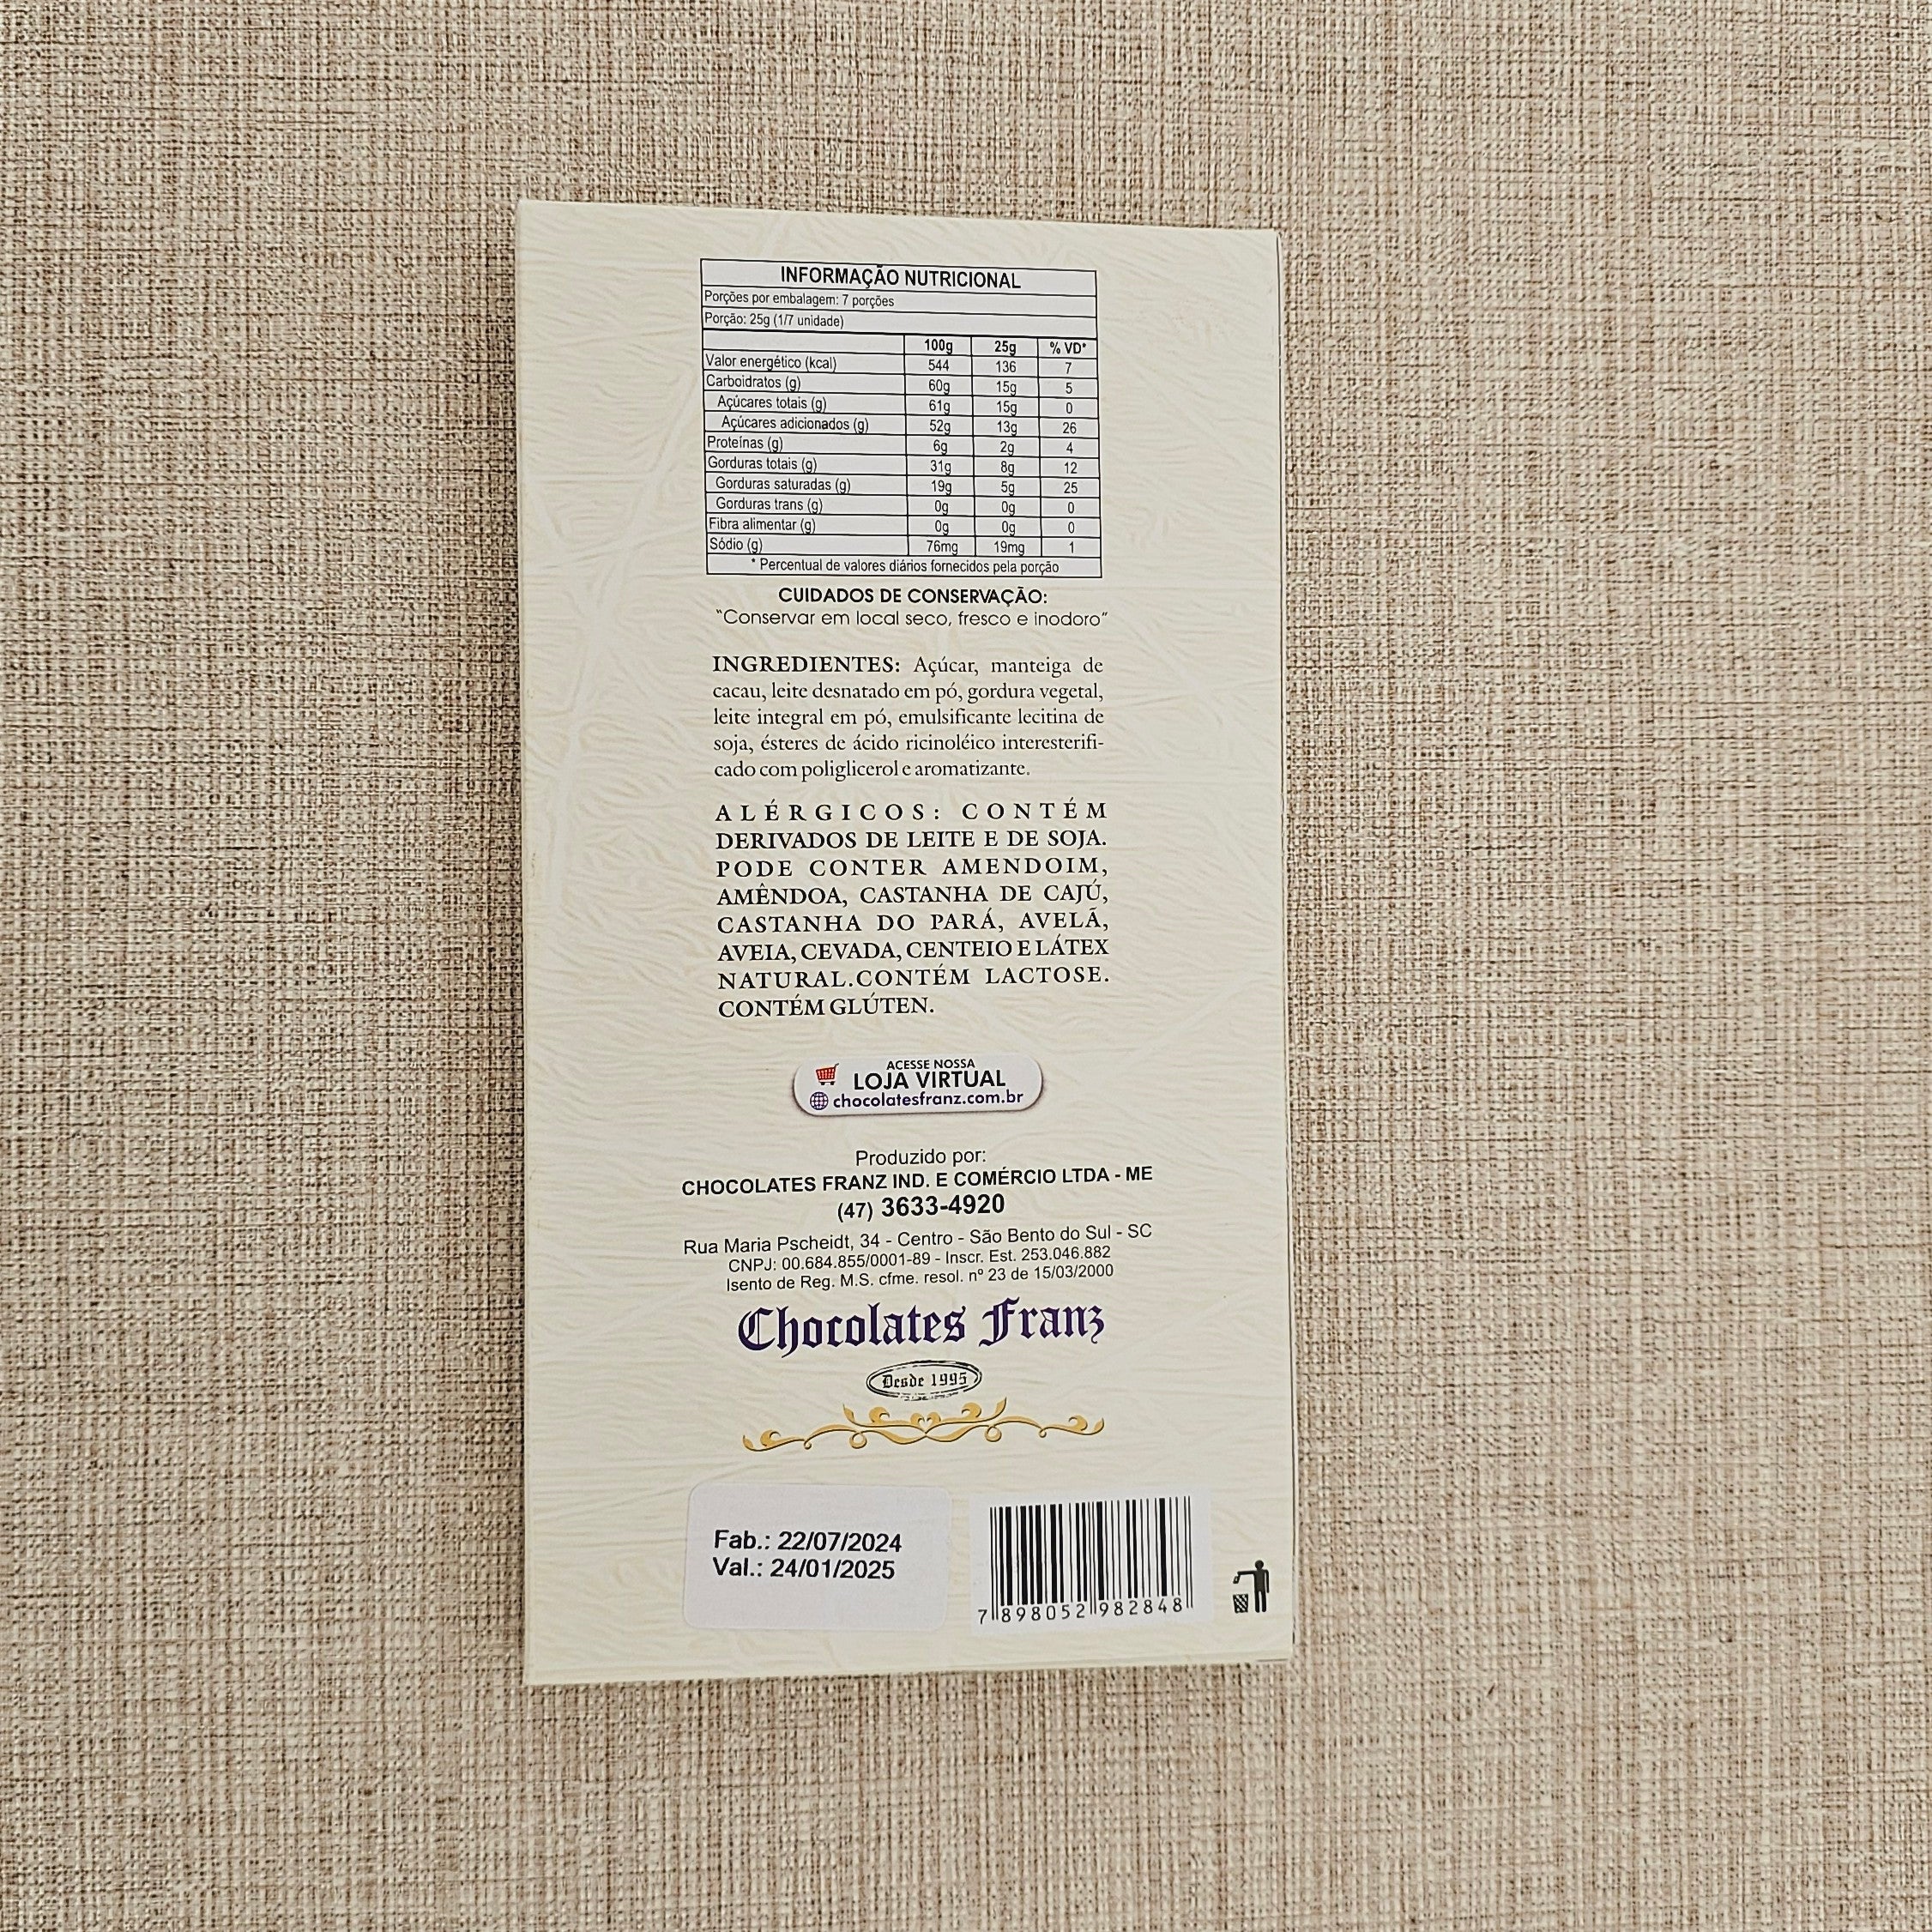 INFORMAÇÃO NUTRICIONAL
Porções por embalagem: 7 porções
Porção: 25g (1/7 unidade)
100g 25g % VD*
Valor energético (kcal) 544 136 7
Carboidratos (g) 60g 15g 5
Açúcares totais (g) 61g 15g 0
Açúcares adicionados (g) 52g 13g 26
Proteínas (g) 6g 2g 4
Gorduras totais (g) 31g 8g 12
Gorduras saturadas (g) 19g 5g 25
Gorduras trans (g) 0g 0g 0
Fibra alimentar (g) 0g 0g 0
Sódio (g) 76mg 19mg 1
* Percentual de valores diários fornecidos pela porção
CUIDADOS DE CONSERVAÇÃO:
"Conservar em local seco, fresco e inodoro"
INGREDIENTES: Açúcar, manteiga de
cacau, leite desnatado em pó, gordura vegetal,
leite integral em pó, emulsificante lecitina de
soja, ésteres de ácido ricinoléico interesterifi-
cado com poliglicerol e aromatizante.
ALÉRGICOS: CONTÉM
DERIVADOS DE LEITE E DE SOJA.
PODE CONTER AMENDOIM,
AMÊNDOA, CASTANHA DE CAJÚ,
CASTANHA DO PARÁ, AVELÃ,
AVEIA, CEVADA, CENTEIO E LÁTEX
NATURAL.CONTÉM LACTOSE.
CONTÉM GLÚTEN.
ACESSE NOSSA
LOJA VIRTUAL
chocolatesfranz.com.br
Produzido por:
CHOCOLATES FRANZ IND. E COMÉRCIO LTDA - ME
(47) 3633-4920
Rua Maria Pscheidt, 34 - Centro - São Bento do Sul - SC
CNPJ: 00.684.855/0001-89 - Inscr. Est. 253.046.882
Isento de Reg. M.S. cfme. resol. nº 23 de 15/03/2000
Chocolates Franz
Desde 1995
Fab.: 22/07/2024
Val.: 24/01/2025
7 898052 982848